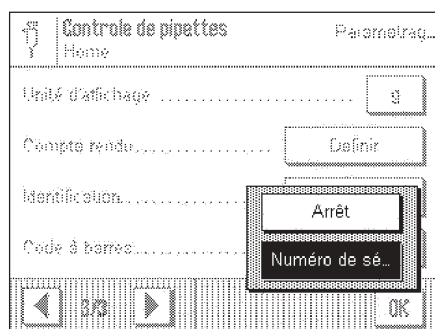 Contrôle de pipettes
Home
Paramétrag...
Unité d'affichage .......................... g
Compte rendu..................... Définir
Identification................
Arrêt
Code à barres................
Numéro de sé...
3/3
OK